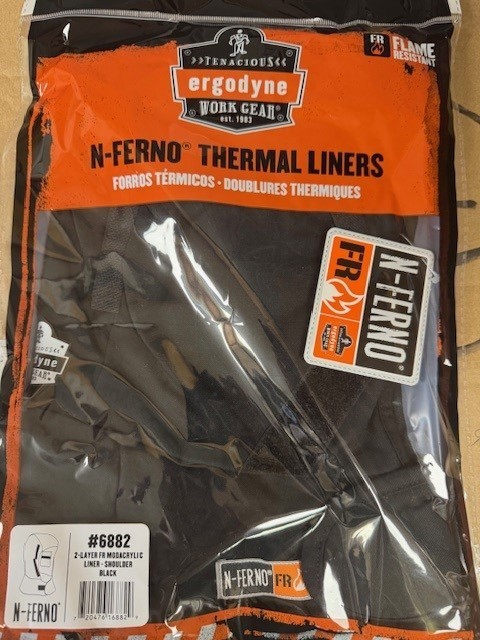 >>TENACIOUS<<
ergodyne
WORK GEAR®
est. 1983
FR FLAME
RESISTANT
N-FERNO® THERMAL LINERS
FORROS TÉRMICOS · DOUBLURES THERMIQUES
N-FERNO®
FR
#6882
2-LAYER FR MODACRYLIC
LINER - SHOULDER
BLACK
N-FERNO®
N-FERNO® FR